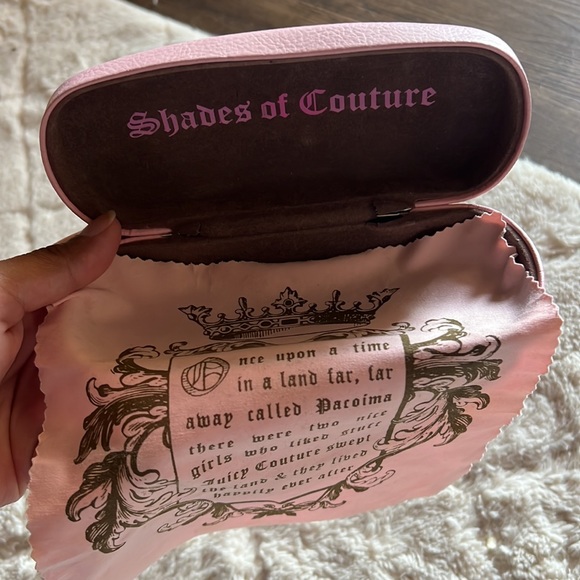 Shades of Couture
Once upon a time
in a land far, far
away called Pacoima
there were two nice
girls who liked stuff
Juicy Couture swept
the land & they lived
happily ever after